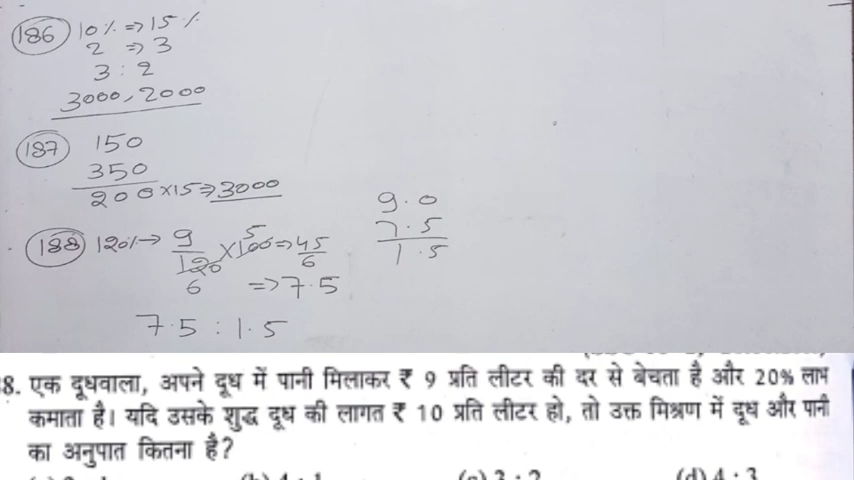 186 10% => 15%
2 => 3
3 : 2
3000, 2000
187 150
350
200 × 15 => 3000
188 120% → 9/120 × 100 => 45/6
5
6 => 7.5
7.5 : 1.5
9.0
7.5
1.5
8. एक दूधवाला, अपने दूध में पानी मिलाकर ₹ 9 प्रति लीटर की दर से बेचता है और 20% लाभ
कमाता है। यदि उसके शुद्ध दूध की लागत ₹ 10 प्रति लीटर हो, तो उक्त मिश्रण में दूध और पानी
का अनुपात कितना है?
(c) 3 : 2 (d) 4 : 3